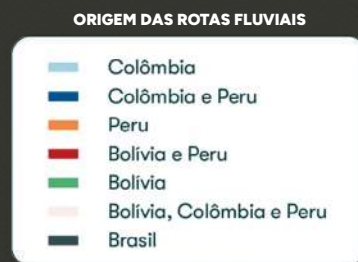 ORIGEM DAS ROTAS FLUVIAIS
Colômbia
Colômbia e Peru
Peru
Bolívia e Peru
Bolívia
Bolívia, Colômbia e Peru
Brasil